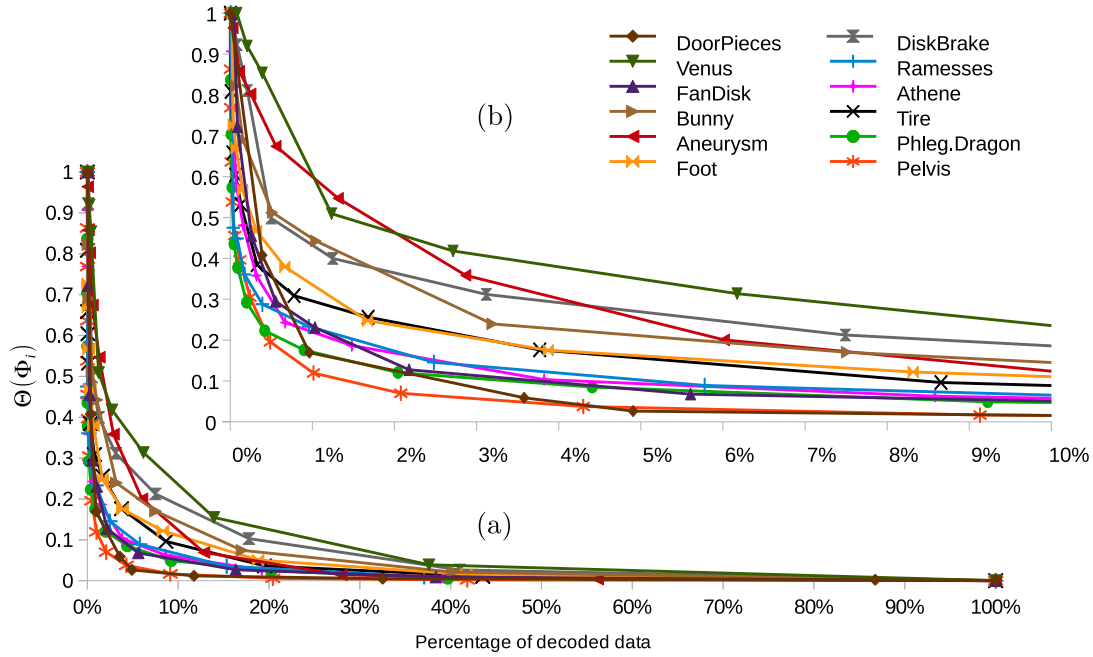 1
0.9
0.8
0.7
0.6
0.5
0.4
0.3
0.2
0.1
0
0% 1% 2% 3% 4% 5% 6% 7% 8% 9% 10%
(b)
DoorPieces
Venus
FanDisk
Bunny
Aneurysm
Foot
DiskBrake
Ramesses
Athene
Tire
Phleg.Dragon
Pelvis
Θ(Φᵢ)
1
0.9
0.8
0.7
0.6
0.5
0.4
0.3
0.2
0.1
0
(a)
0% 10% 20% 30% 40% 50% 60% 70% 80% 90% 100%
Percentage of decoded data